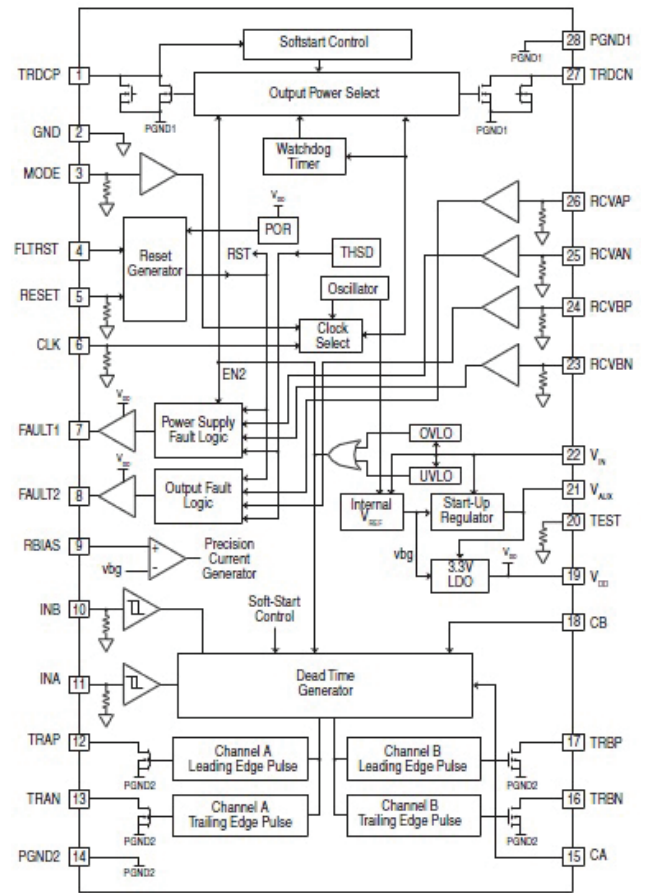 Softstart Control
28 PGND1
PGND1
TRDCP 1
Output Power Select
27 TRDCN
PGND1
PGND1
GND 2
Watchdog
Timer
MODE 3
VDD
26 RCVAP
POR
FLTRST 4
Reset
Generator
RST
THSD
25 RCVAN
RESET 5
Oscillator
24 RCVBP
CLK 6
Clock
Select
23 RCVBN
EN2
VDD
FAULT1 7
Power Supply
Fault Logic
OVLO
UVLO
22 VIN
VDD
FAULT2 8
Output Fault
Logic
Internal
VREF
Start-Up
Regulator
21 VAUX
20 TEST
RBIAS 9
+
−
vbg
Precision
Current
Generator
vbg
3.3V
LDO
VDD
19 VDD
INB 10
Soft-Start
Control
18 CB
INA 11
Dead Time
Generator
TRAP 12
PGND2
Channel A
Leading Edge Pulse
Channel B
Leading Edge Pulse
PGND2
17 TRBP
TRAN 13
PGND2
Channel A
Trailing Edge Pulse
Channel B
Trailing Edge Pulse
PGND2
16 TRBN
PGND2 14
PGND2
15 CA